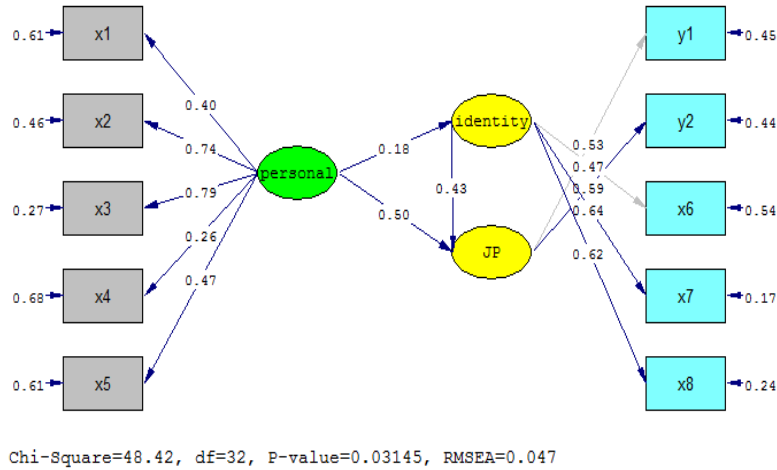 0.61
x1
y1
0.45
0.40
0.46
x2
identity
y2
0.44
0.74
0.18
0.53
personal
0.47
0.79
0.43
0.59
0.27
x3
0.50
0.64
x6
0.54
0.26
JP
0.62
0.47
0.68
x4
x7
0.17
0.61
x5
x8
0.24
Chi-Square=48.42, df=32, P-value=0.03145, RMSEA=0.047